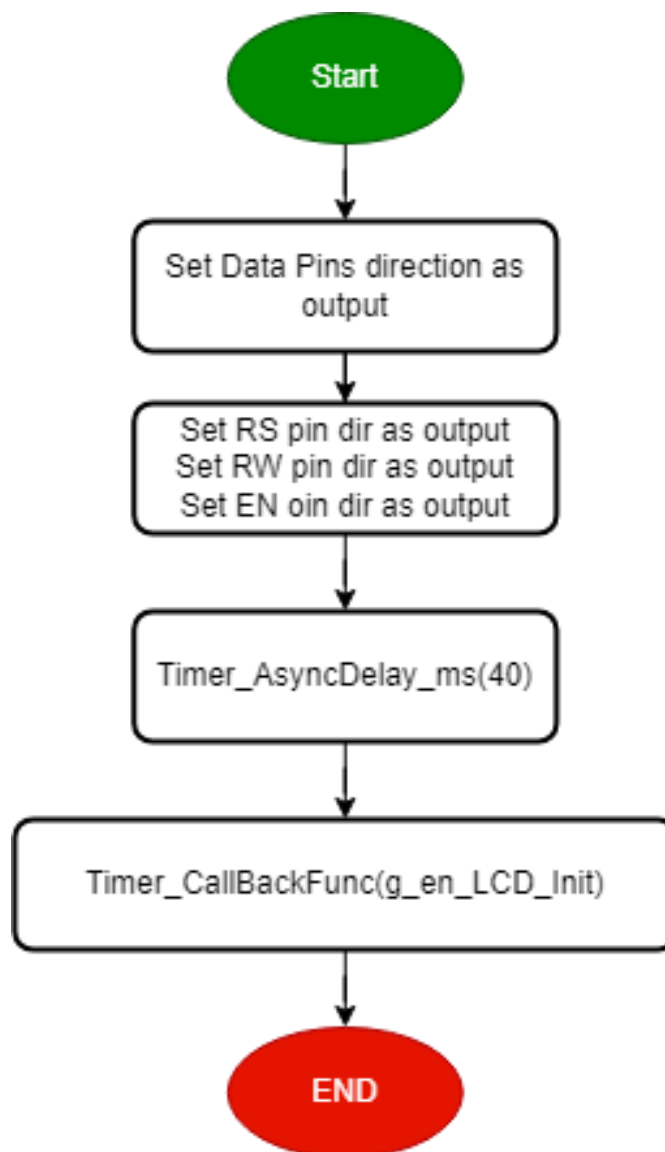 Start
Set Data Pins direction as
output
Set RS pin dir as output
Set RW pin dir as output
Set EN oin dir as output
Timer_AsyncDelay_ms(40)
Timer_CallBackFunc(g_en_LCD_Init)
END